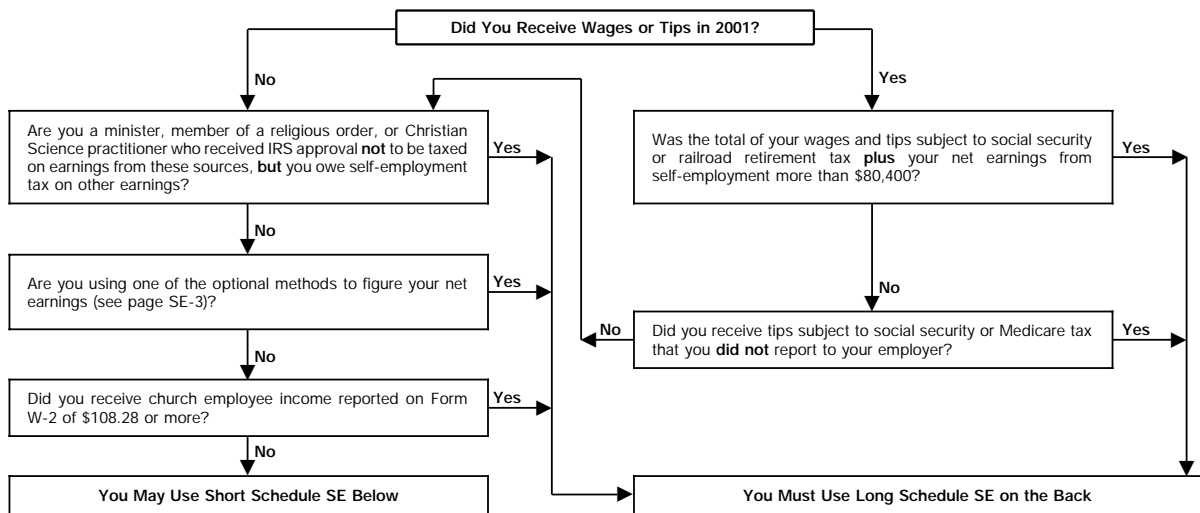 Did You Receive Wages or Tips in 2001?
No
Yes
Are you a minister, member of a religious order, or Christian
Science practitioner who received IRS approval not to be taxed
on earnings from these sources, but you owe self-employment
tax on other earnings?
Yes
Was the total of your wages and tips subject to social security
or railroad retirement tax plus your net earnings from
self-employment more than $80,400?
Yes
No
Are you using one of the optional methods to figure your net
earnings (see page SE-3)?
Yes
No
No
Did you receive tips subject to social security or Medicare tax
that you did not report to your employer?
Yes
No
Did you receive church employee income reported on Form
W-2 of $108.28 or more?
Yes
No
You May Use Short Schedule SE Below
You Must Use Long Schedule SE on the Back